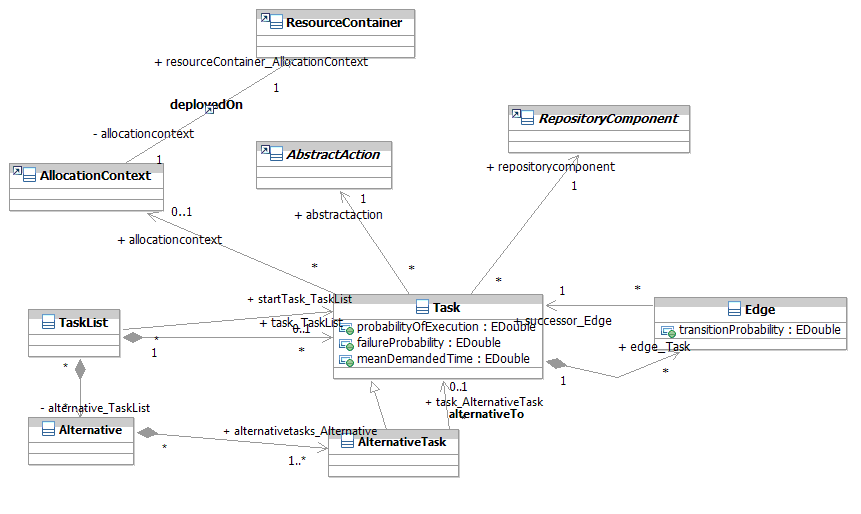 ResourceContainer
+ resourceContainer_AllocationContext
1
deployedOn
- allocationcontext
1
RepositoryComponent
AbstractAction
+ repositorycomponent
1
AllocationContext
1
0..1
+ abstractaction
+ allocationcontext
*
*
*
1
*
+ startTask_TaskList
Task
Edge
TaskList
+ task_TaskList
0..1
probabilityOfExecution : EDouble
+ successor_Edge
transitionProbability : EDouble
failureProbability : EDouble
1
*
+ edge_Task
meanDemandedTime : EDouble
*
1
*
0..1
- alternative_TaskList
*
+ task_AlternativeTask
alternativeTo
*
Alternative
+ alternativetasks_Alternative
AlternativeTask
*
1..*